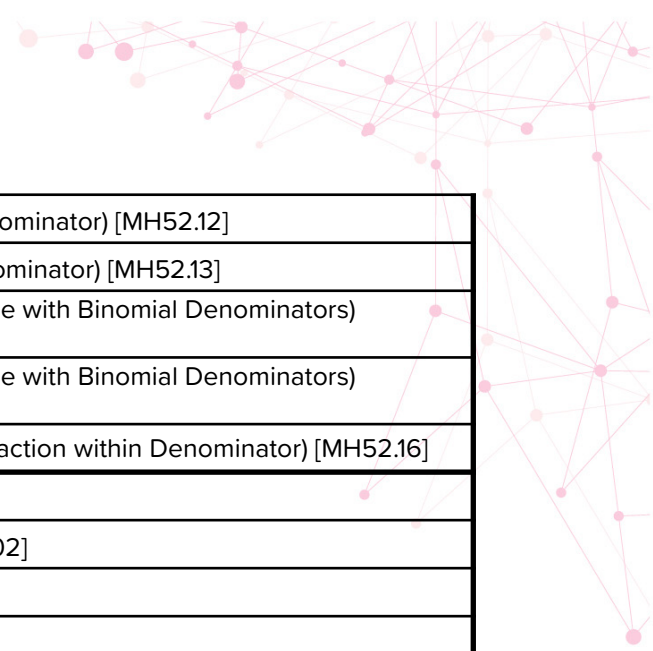 ominator) [MH52.12]
ominator) [MH52.13]
e with Binomial Denominators)
e with Binomial Denominators)
action within Denominator) [MH52.16]
02]